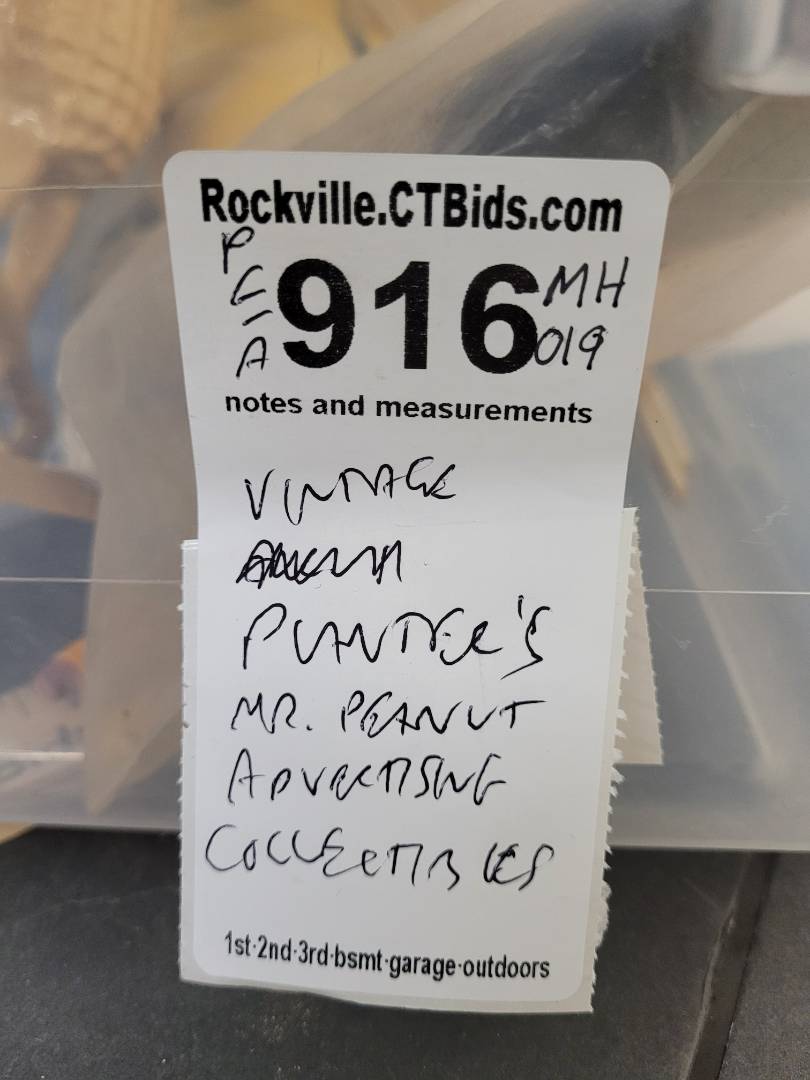 Rockville.CTBids.com
P
E
A
916
MH
019
notes and measurements
VINTAGE
PLANTER'S
MR. PEANUT
ADVERTISING
COLLECTIBLES
1st·2nd·3rd·bsmt·garage·outdoors